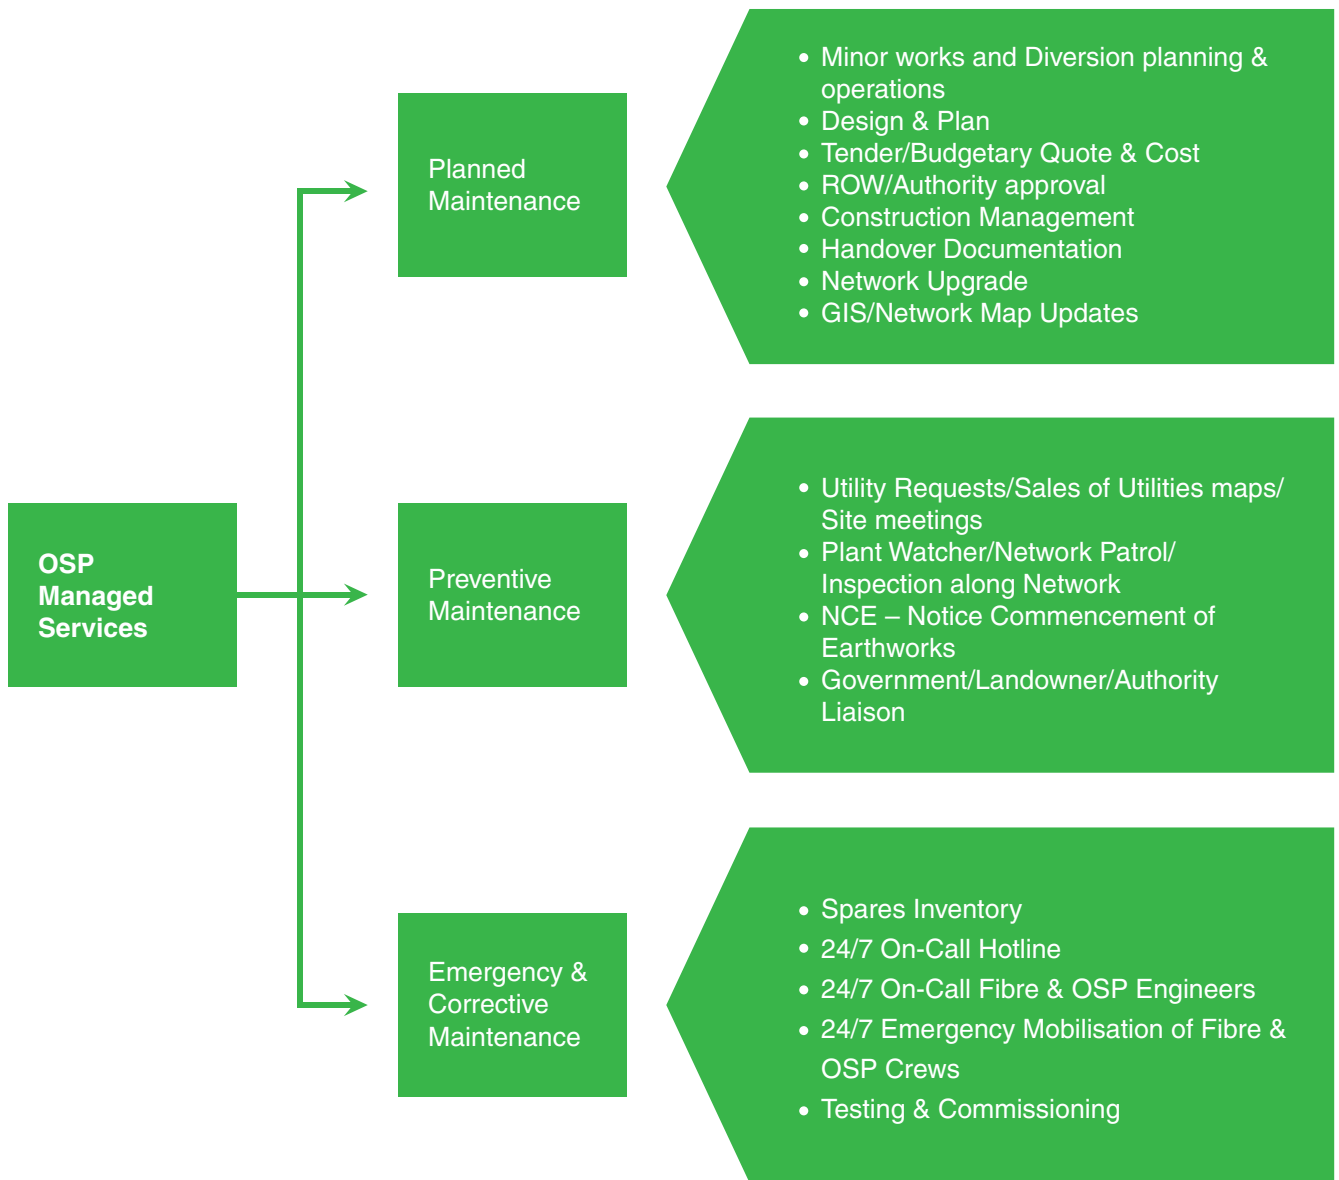 OSP
Managed
Services
Planned
Maintenance
• Minor works and Diversion planning &
operations
• Design & Plan
• Tender/Budgetary Quote & Cost
• ROW/Authority approval
• Construction Management
• Handover Documentation
• Network Upgrade
• GIS/Network Map Updates
Preventive
Maintenance
• Utility Requests/Sales of Utilities maps/
Site meetings
• Plant Watcher/Network Patrol/
Inspection along Network
• NCE – Notice Commencement of
Earthworks
• Government/Landowner/Authority
Liaison
Emergency &
Corrective
Maintenance
• Spares Inventory
• 24/7 On-Call Hotline
• 24/7 On-Call Fibre & OSP Engineers
• 24/7 Emergency Mobilisation of Fibre &
OSP Crews
• Testing & Commissioning